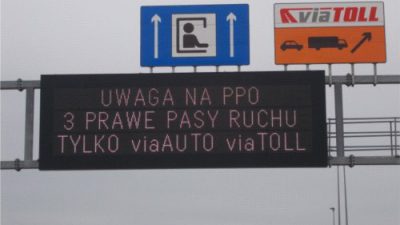 viaTOLL
UWAGA NA PPO
3 PRAWE PASY RUCHU
TYLKO viaAUTO viaTOLL